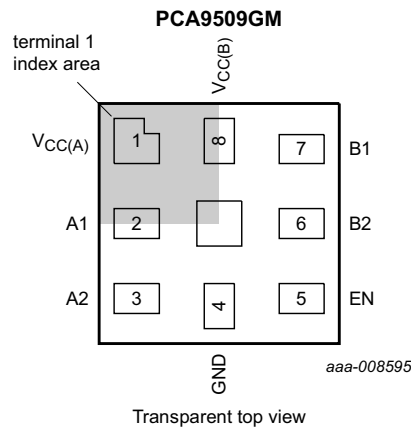 PCA9509GM
terminal 1
index area
VCC(B)
VCC(A)
1
8
7
B1
A1
2
6
B2
A2
3
4
5
EN
GND
aaa-008595
Transparent top view